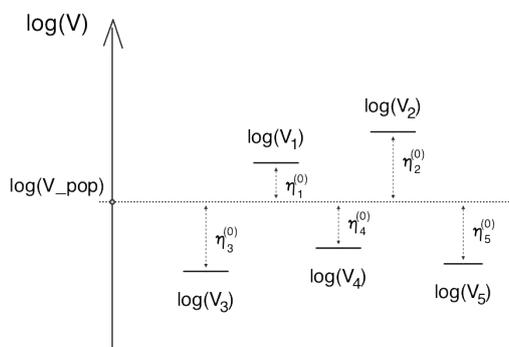 log(V)
log(V₂)
log(V₁)
η₂⁽⁰⁾
log(V_pop)
η₁⁽⁰⁾
η₃⁽⁰⁾
η₄⁽⁰⁾
η₅⁽⁰⁾
log(V₄)
log(V₃)
log(V₅)